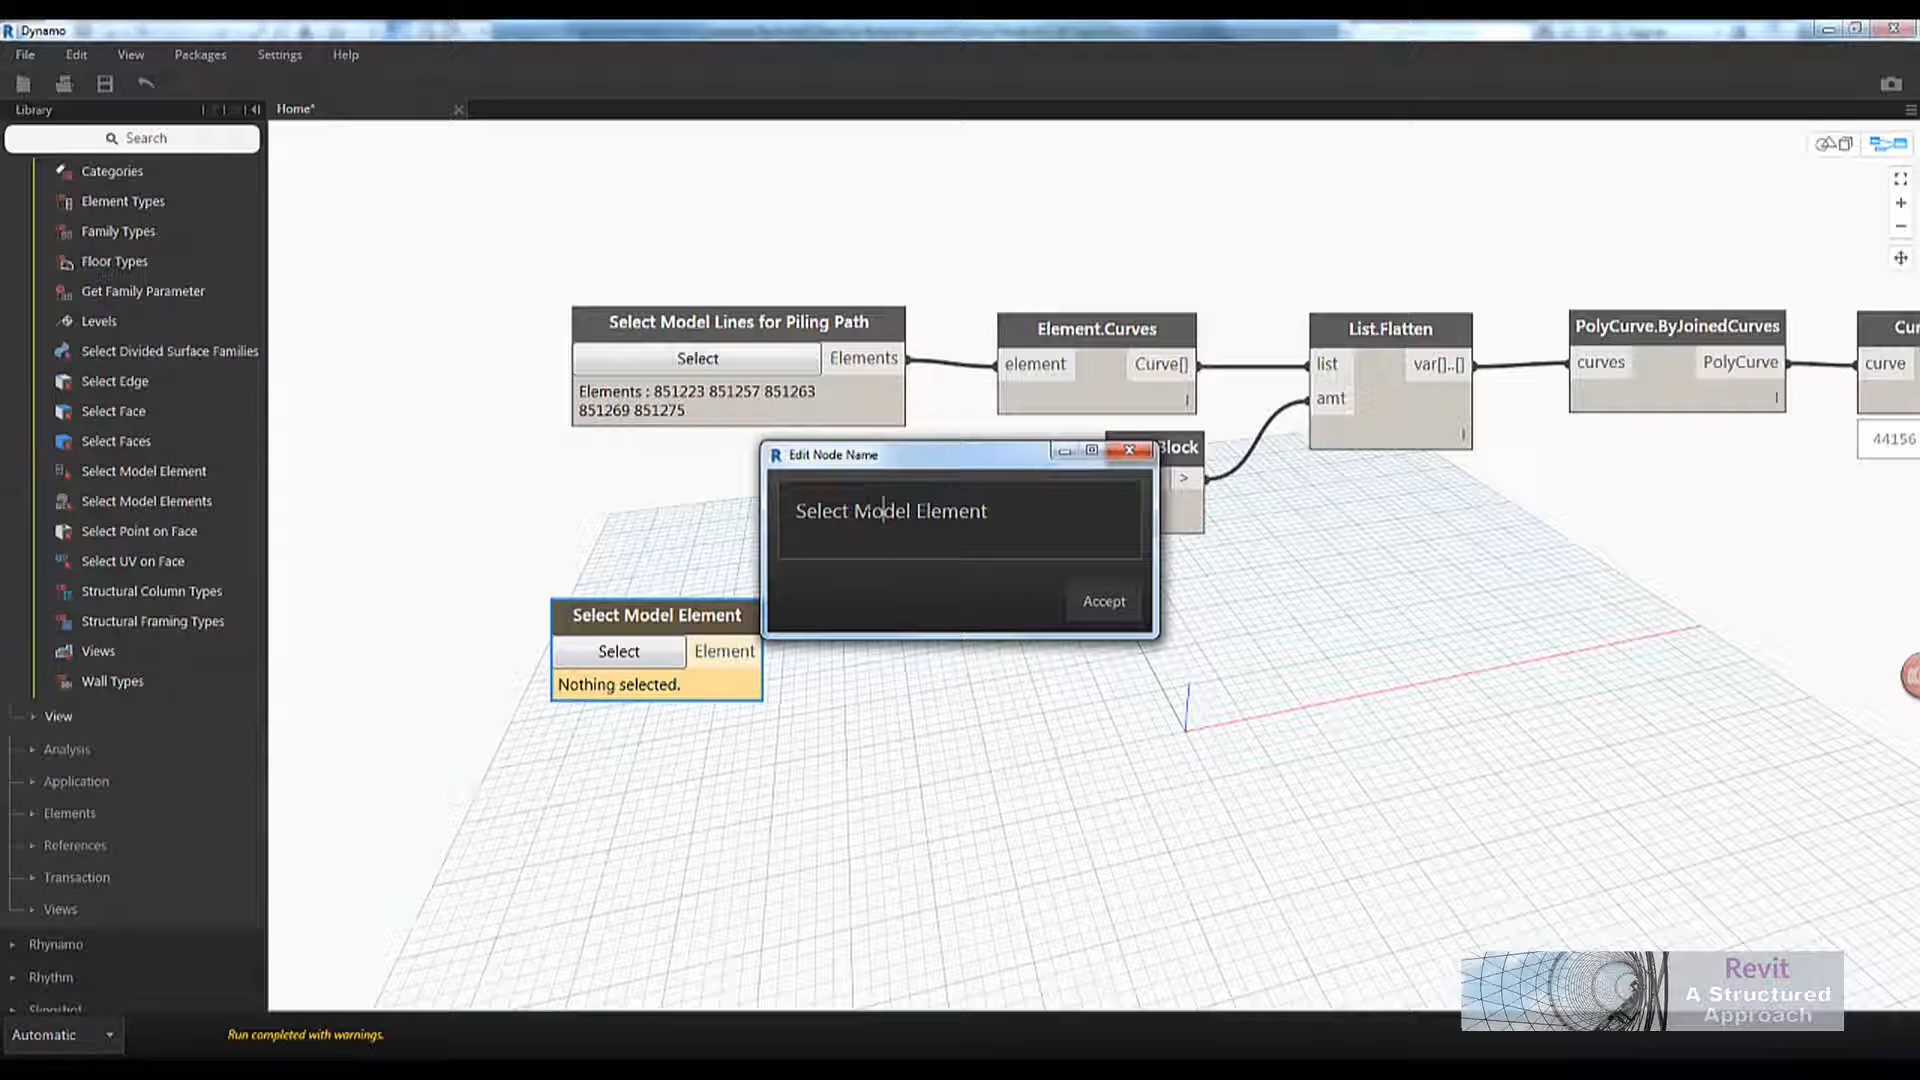 Dynamo
File Edit View Packages Settings Help
Library
Home*
Search
Categories
Element Types
Family Types
Floor Types
Get Family Parameter
Levels
Select Divided Surface Families
Select Edge
Select Face
Select Faces
Select Model Element
Select Model Elements
Select Point on Face
Select UV on Face
Structural Column Types
Structural Framing Types
Views
Wall Types
View
Analysis
Application
Elements
References
Transaction
Views
Rhynamo
Rhythm
Automatic
Run completed with warnings.
Select Model Lines for Piling Path
Select Elements
Elements : 851223 851257 851263
851269 851275
Element.Curves
element Curve[]
List.Flatten
list var[]..[]
amt
PolyCurve.ByJoinedCurves
curves PolyCurve
Cu
curve
44156
Block
>
Edit Node Name
Select Model Element
Accept
Select Model Element
Select Element
Nothing selected.
Revit
A Structured
Approach